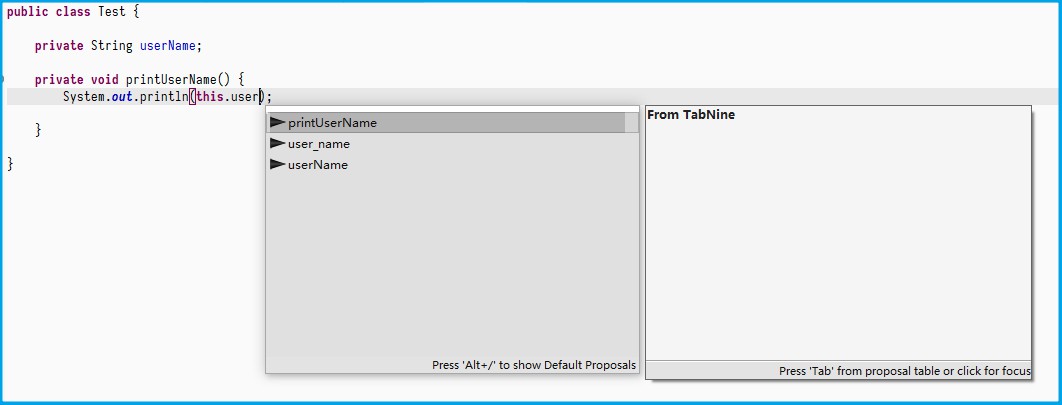 public class Test {
private String userName;
private void printUserName() {
System.out.println(this.user);
}
}
printUserName
user_name
userName
Press 'Alt+/' to show Default Proposals
From TabNine
Press 'Tab' from proposal table or click for focus